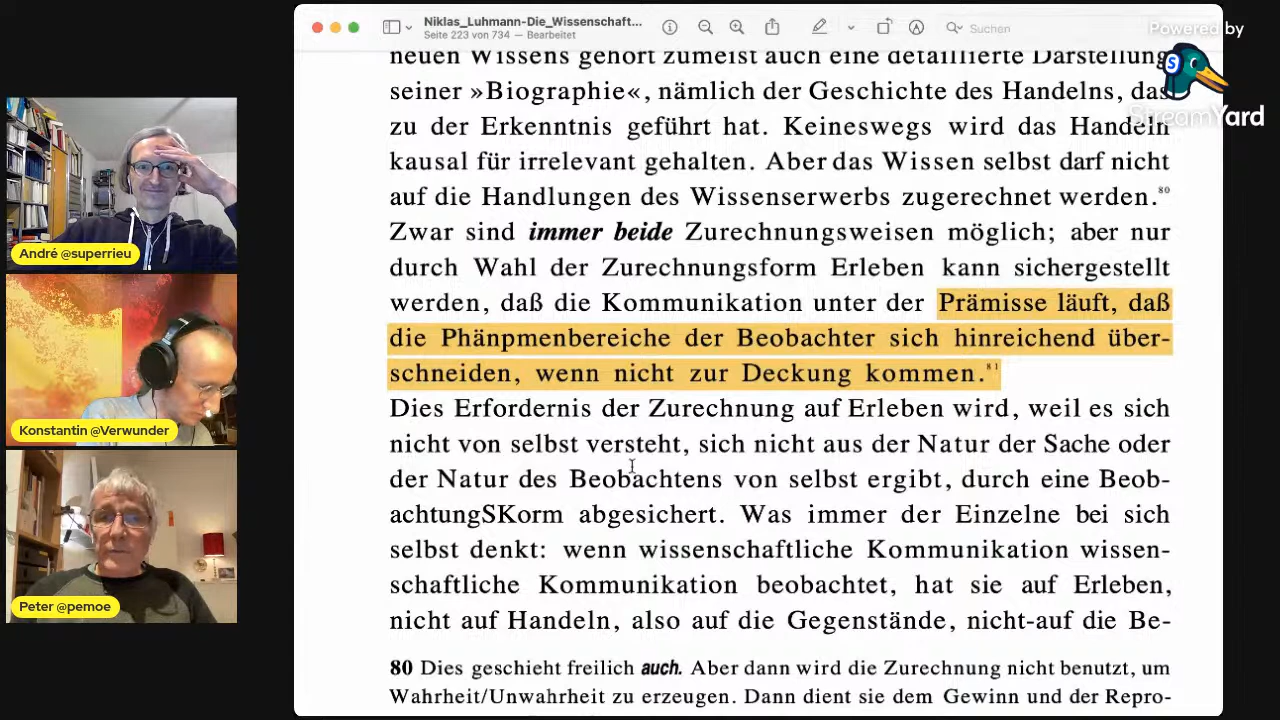 Niklas_Luhmann-Die_Wissenschaft...
Seite 223 von 734 — Bearbeitet
Suchen
Powered by
StreamYard
neuen Wissens gehört zumeist auch eine detaillierte Darstellung
seiner »Biographie«, nämlich der Geschichte des Handelns, das
zu der Erkenntnis geführt hat. Keineswegs wird das Handeln
kausal für irrelevant gehalten. Aber das Wissen selbst darf nicht
auf die Handlungen des Wissenserwerbs zugerechnet werden.80
Zwar sind immer beide Zurechnungsweisen möglich; aber nur
durch Wahl der Zurechnungsform Erleben kann sichergestellt
werden, daß die Kommunikation unter der Prämisse läuft, daß
die Phänpmenbereiche der Beobachter sich hinreichend über-
schneiden, wenn nicht zur Deckung kommen.81
Dies Erfordernis der Zurechnung auf Erleben wird, weil es sich
nicht von selbst versteht, sich nicht aus der Natur der Sache oder
der Natur des Beobachtens von selbst ergibt, durch eine Beob-
achtungSKorm abgesichert. Was immer der Einzelne bei sich
selbst denkt: wenn wissenschaftliche Kommunikation wissen-
schaftliche Kommunikation beobachtet, hat sie auf Erleben,
nicht auf Handeln, also auf die Gegenstände, nicht-auf die Be-
80 Dies geschieht freilich auch. Aber dann wird die Zurechnung nicht benutzt, um
Wahrheit/Unwahrheit zu erzeugen. Dann dient sie dem Gewinn und der Repro-
André @superrieu
Konstantin @Verwunder
Peter @pemoe